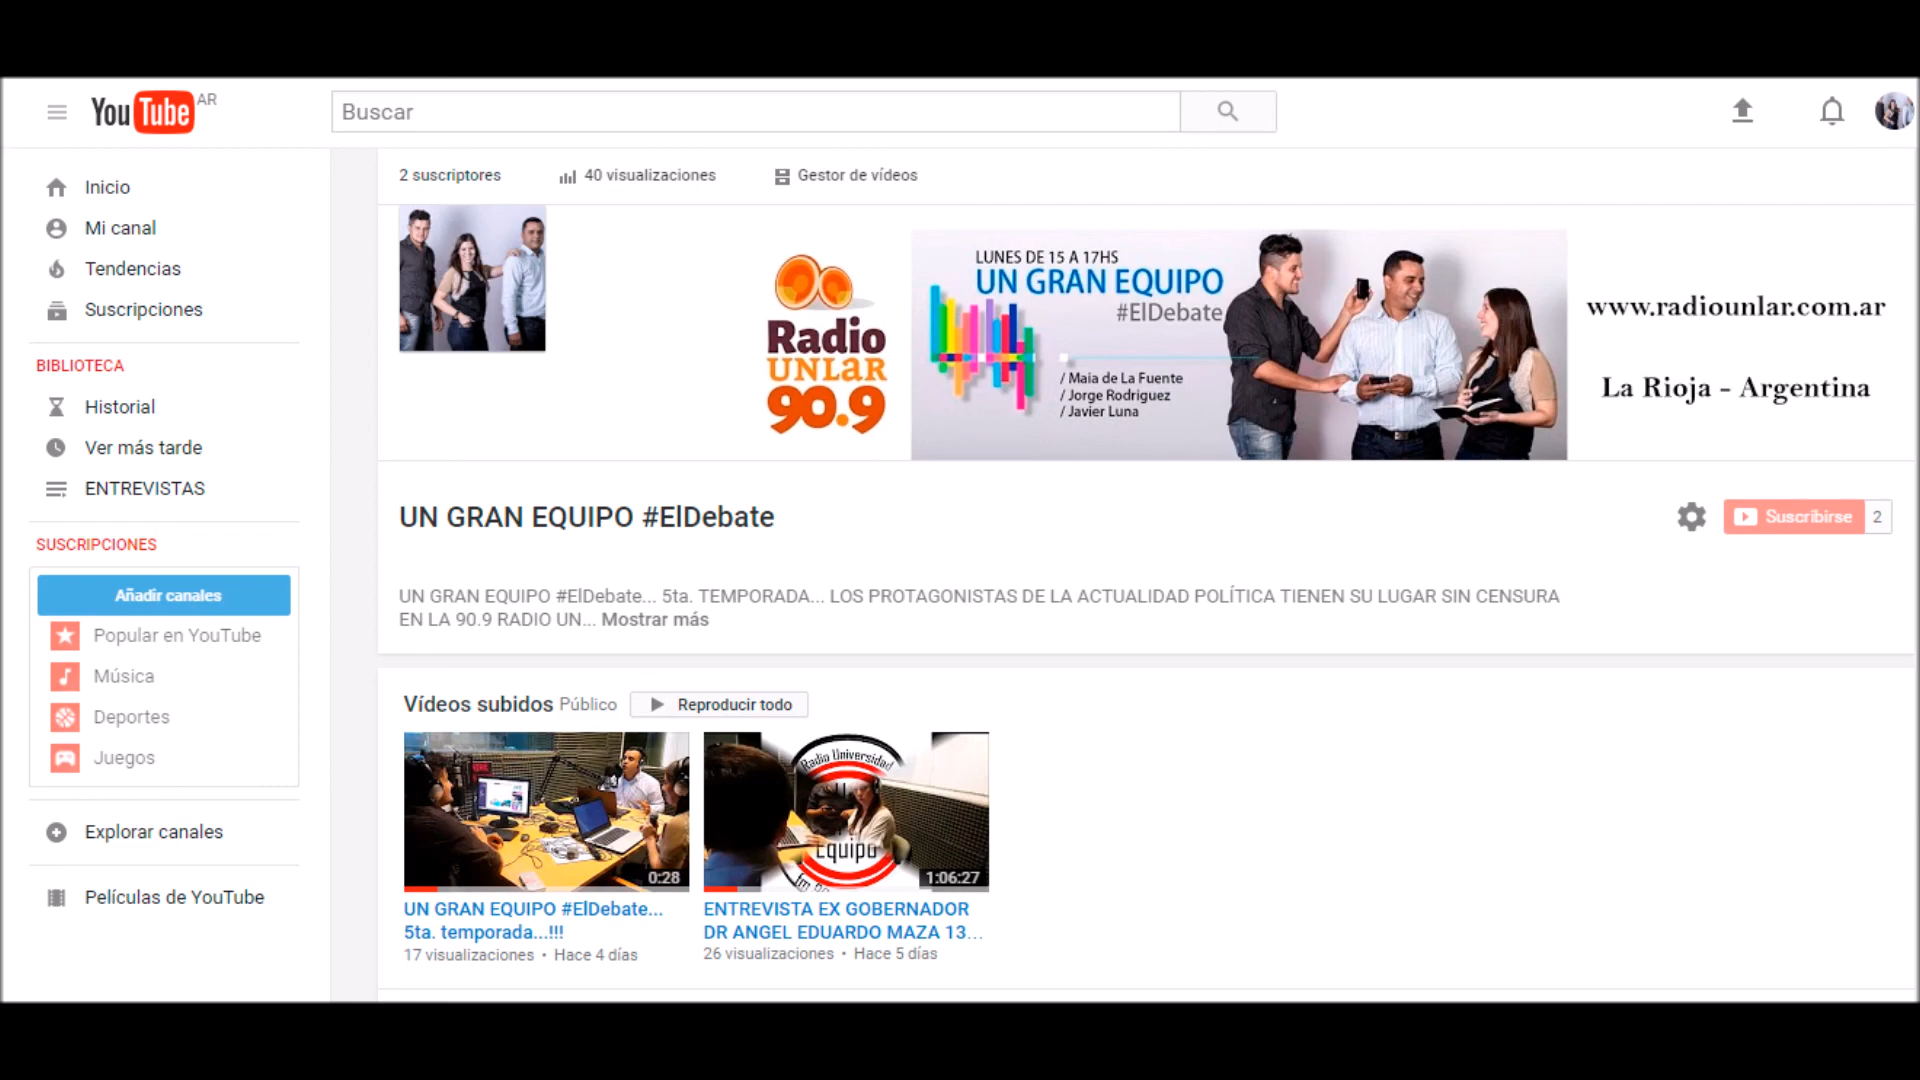 YouTube AR
Buscar
Inicio
Mi canal
Tendencias
Suscripciones
BIBLIOTECA
Historial
Ver más tarde
ENTREVISTAS
SUSCRIPCIONES
Añadir canales
Popular en YouTube
Música
Deportes
Juegos
Explorar canales
Películas de YouTube
2 suscriptores
40 visualizaciones
Gestor de vídeos
Radio
UNLAR
90.9
LUNES DE 15 A 17HS
UN GRAN EQUIPO
#ElDebate
/ Maia de La Fuente
/ Jorge Rodriguez
/ Javier Luna
www.radiounlar.com.ar
La Rioja - Argentina
UN GRAN EQUIPO #ElDebate
Suscribirse 2
UN GRAN EQUIPO #ElDebate... 5ta. TEMPORADA... LOS PROTAGONISTAS DE LA ACTUALIDAD POLÍTICA TIENEN SU LUGAR SIN CENSURA
EN LA 90.9 RADIO UN... Mostrar más
Vídeos subidos Público Reproducir todo
0:28
UN GRAN EQUIPO #ElDebate...
5ta. temporada...!!!
17 visualizaciones • Hace 4 días
Radio Universidad
Equipo
1:06:27
ENTREVISTA EX GOBERNADOR
DR ANGEL EDUARDO MAZA 13...
26 visualizaciones • Hace 5 días